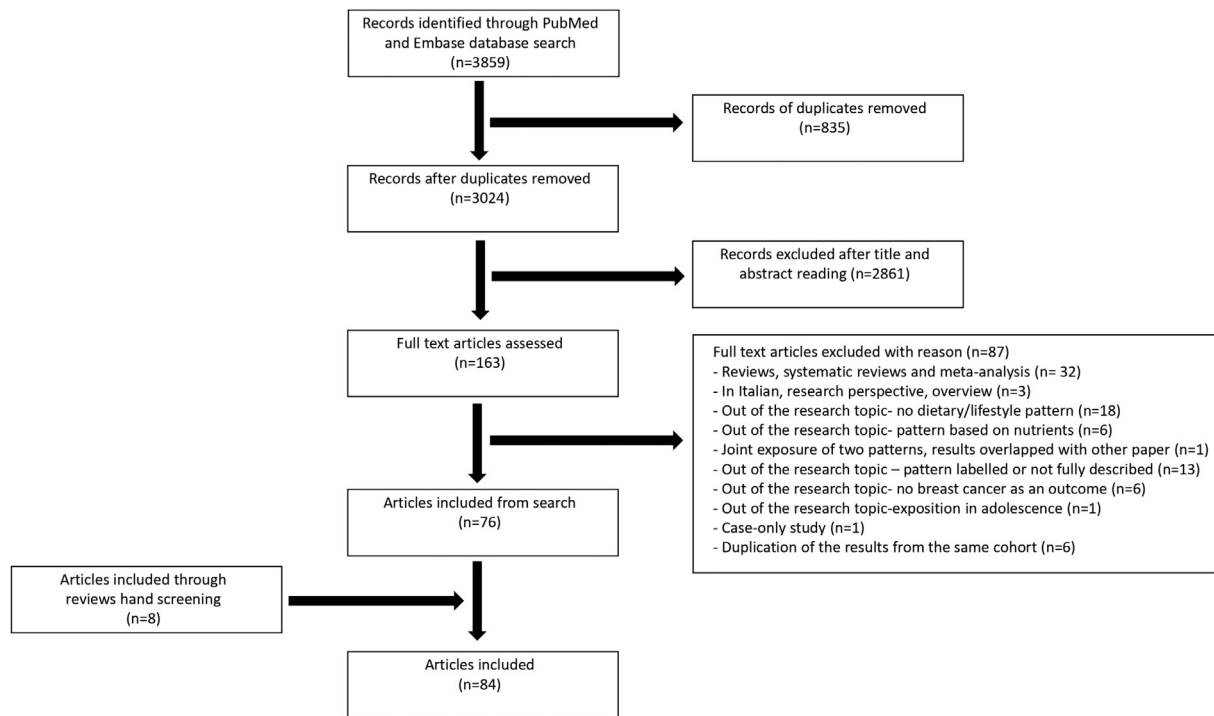 Records identified through PubMed
and Embase database search
(n=3859)
Records of duplicates removed
(n=835)
Records after duplicates removed
(n=3024)
Records excluded after title and
abstract reading (n=2861)
Full text articles assessed
(n=163)
Full text articles excluded with reason (n=87)
- Reviews, systematic reviews and meta-analysis (n= 32)
- In Italian, research perspective, overview (n=3)
- Out of the research topic- no dietary/lifestyle pattern (n=18)
- Out of the research topic- pattern based on nutrients (n=6)
- Joint exposure of two patterns, results overlapped with other paper (n=1)
- Out of the research topic – pattern labelled or not fully described (n=13)
- Out of the research topic- no breast cancer as an outcome (n=6)
- Out of the research topic-exposition in adolescence (n=1)
- Case-only study (n=1)
- Duplication of the results from the same cohort (n=6)
Articles included from search
(n=76)
Articles included through
reviews hand screening
(n=8)
Articles included
(n=84)